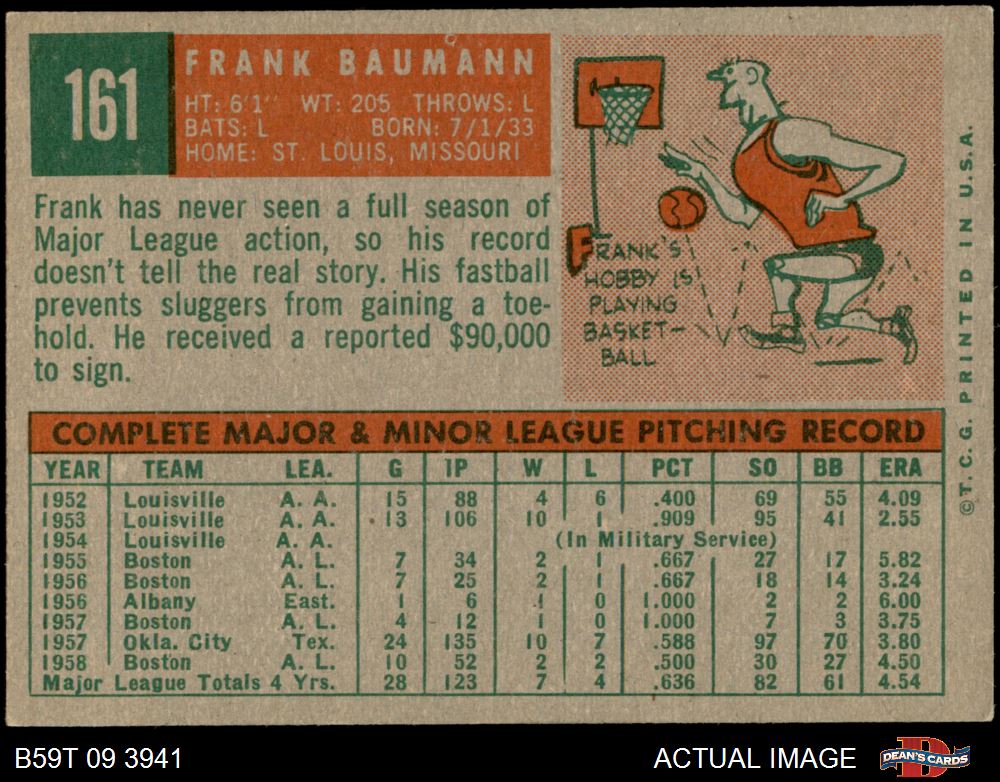 161
FRANK BAUMANN
HT: 6'1" WT: 205 THROWS: L
BATS: L BORN: 7/1/33
HOME: ST. LOUIS, MISSOURI
Frank has never seen a full season of
Major League action, so his record
doesn't tell the real story. His fastball
prevents sluggers from gaining a toe-
hold. He received a reported $90,000
to sign.
FRANK'S
HOBBY IS
PLAYING
BASKET-
BALL
© T. C. G. PRINTED IN U.S.A.
COMPLETE MAJOR & MINOR LEAGUE PITCHING RECORD
YEAR TEAM LEA. G IP W L PCT SO BB ERA
1952 Louisville A. A. 15 88 4 6 .400 69 55 4.09
1953 Louisville A. A. 13 106 10 1 .909 95 41 2.55
1954 Louisville A. A. (In Military Service)
1955 Boston A. L. 7 34 2 1 .667 27 17 5.82
1956 Boston A. L. 7 25 2 1 .667 18 14 3.24
1956 Albany East. 1 6 1 0 1.000 2 2 6.00
1957 Boston A. L. 4 12 1 0 1.000 7 3 3.75
1957 Okla. City Tex. 24 135 10 7 .588 97 70 3.80
1958 Boston A. L. 10 52 2 2 .500 30 27 4.50
Major League Totals 4 Yrs. 28 123 7 4 .636 82 61 4.54
B59T 09 3941
ACTUAL IMAGE
D
DEAN'S CARDS